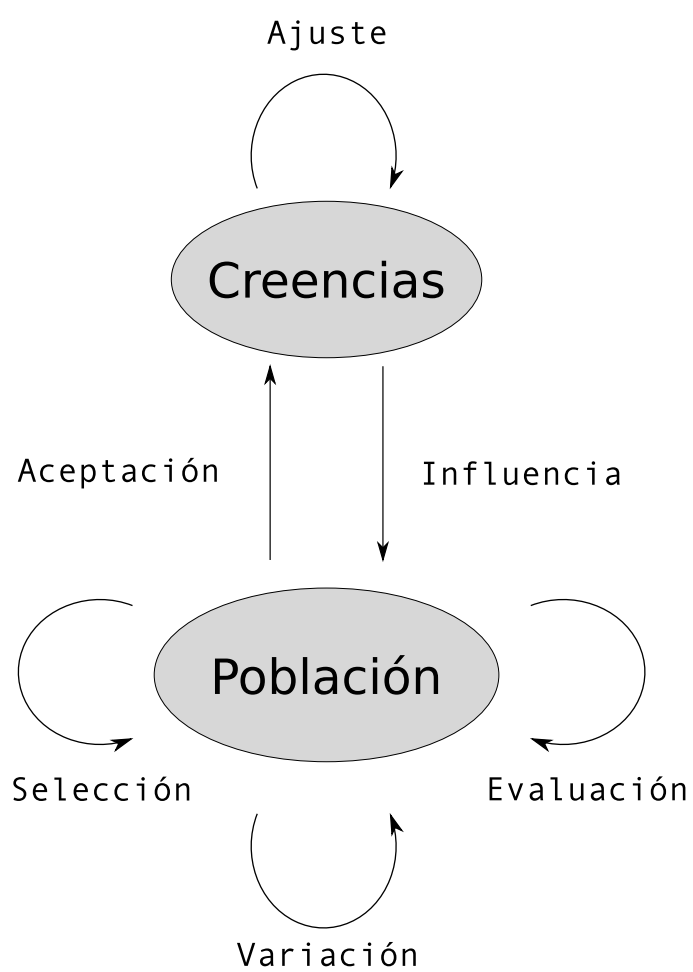 Ajuste
Creencias
Aceptación
Influencia
Población
Selección
Evaluación
Variación